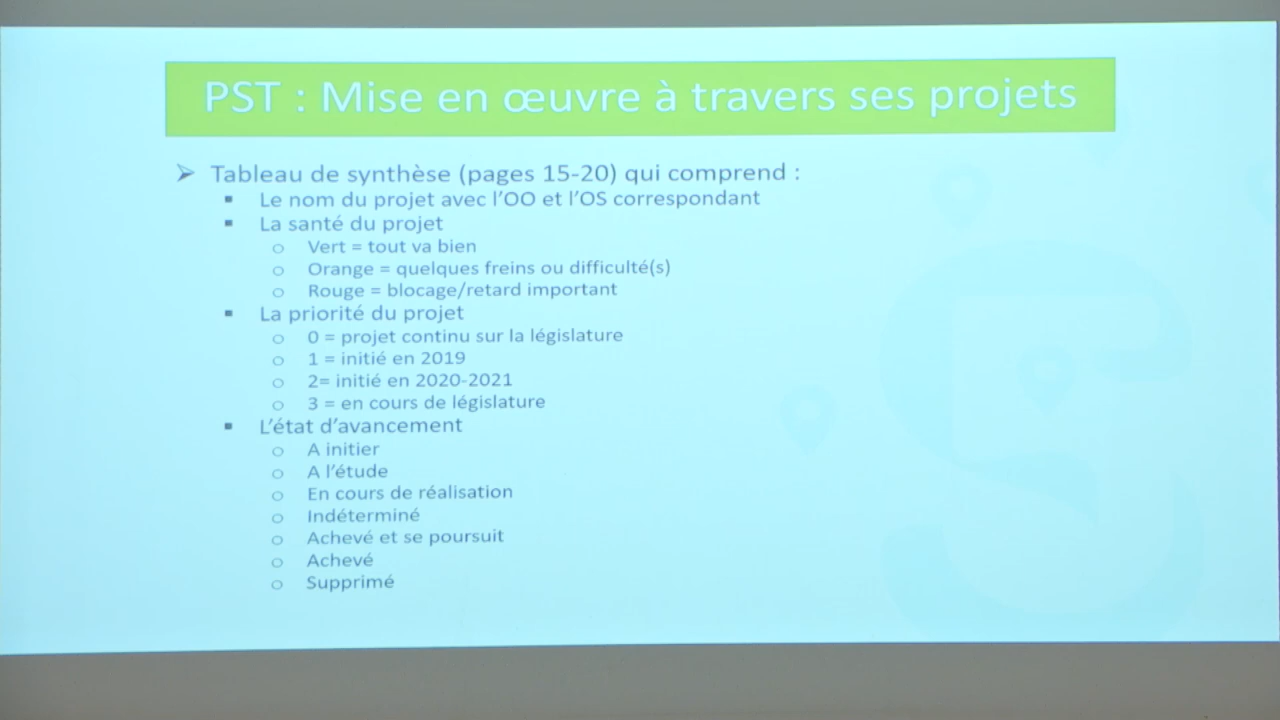 PST : Mise en œuvre à travers ses projets
➢ Tableau de synthèse (pages 15-20) qui comprend :
▪ Le nom du projet avec l’OO et l’OS correspondant
▪ La santé du projet
o Vert = tout va bien
o Orange = quelques freins ou difficulté(s)
o Rouge = blocage/retard important
▪ La priorité du projet
o 0 = projet continu sur la législature
o 1 = initié en 2019
o 2= initié en 2020-2021
o 3 = en cours de législature
▪ L’état d’avancement
o A initier
o A l’étude
o En cours de réalisation
o Indéterminé
o Achevé et se poursuit
o Achevé
o Supprimé